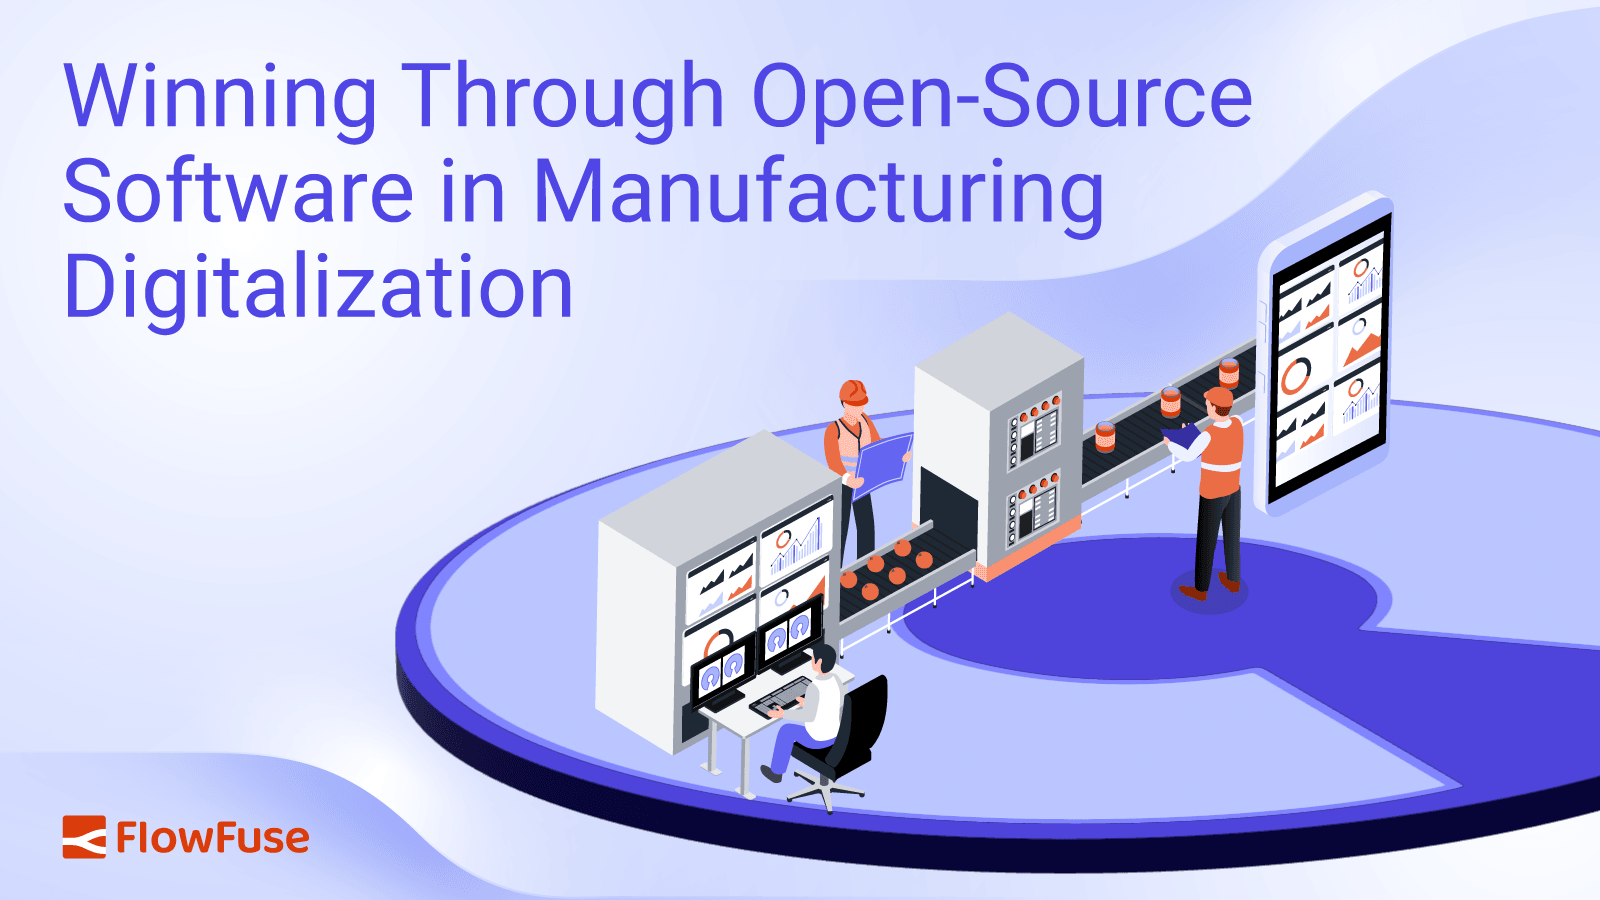 Winning Through Open-Source
Software in Manufacturing
Digitalization
FlowFuse